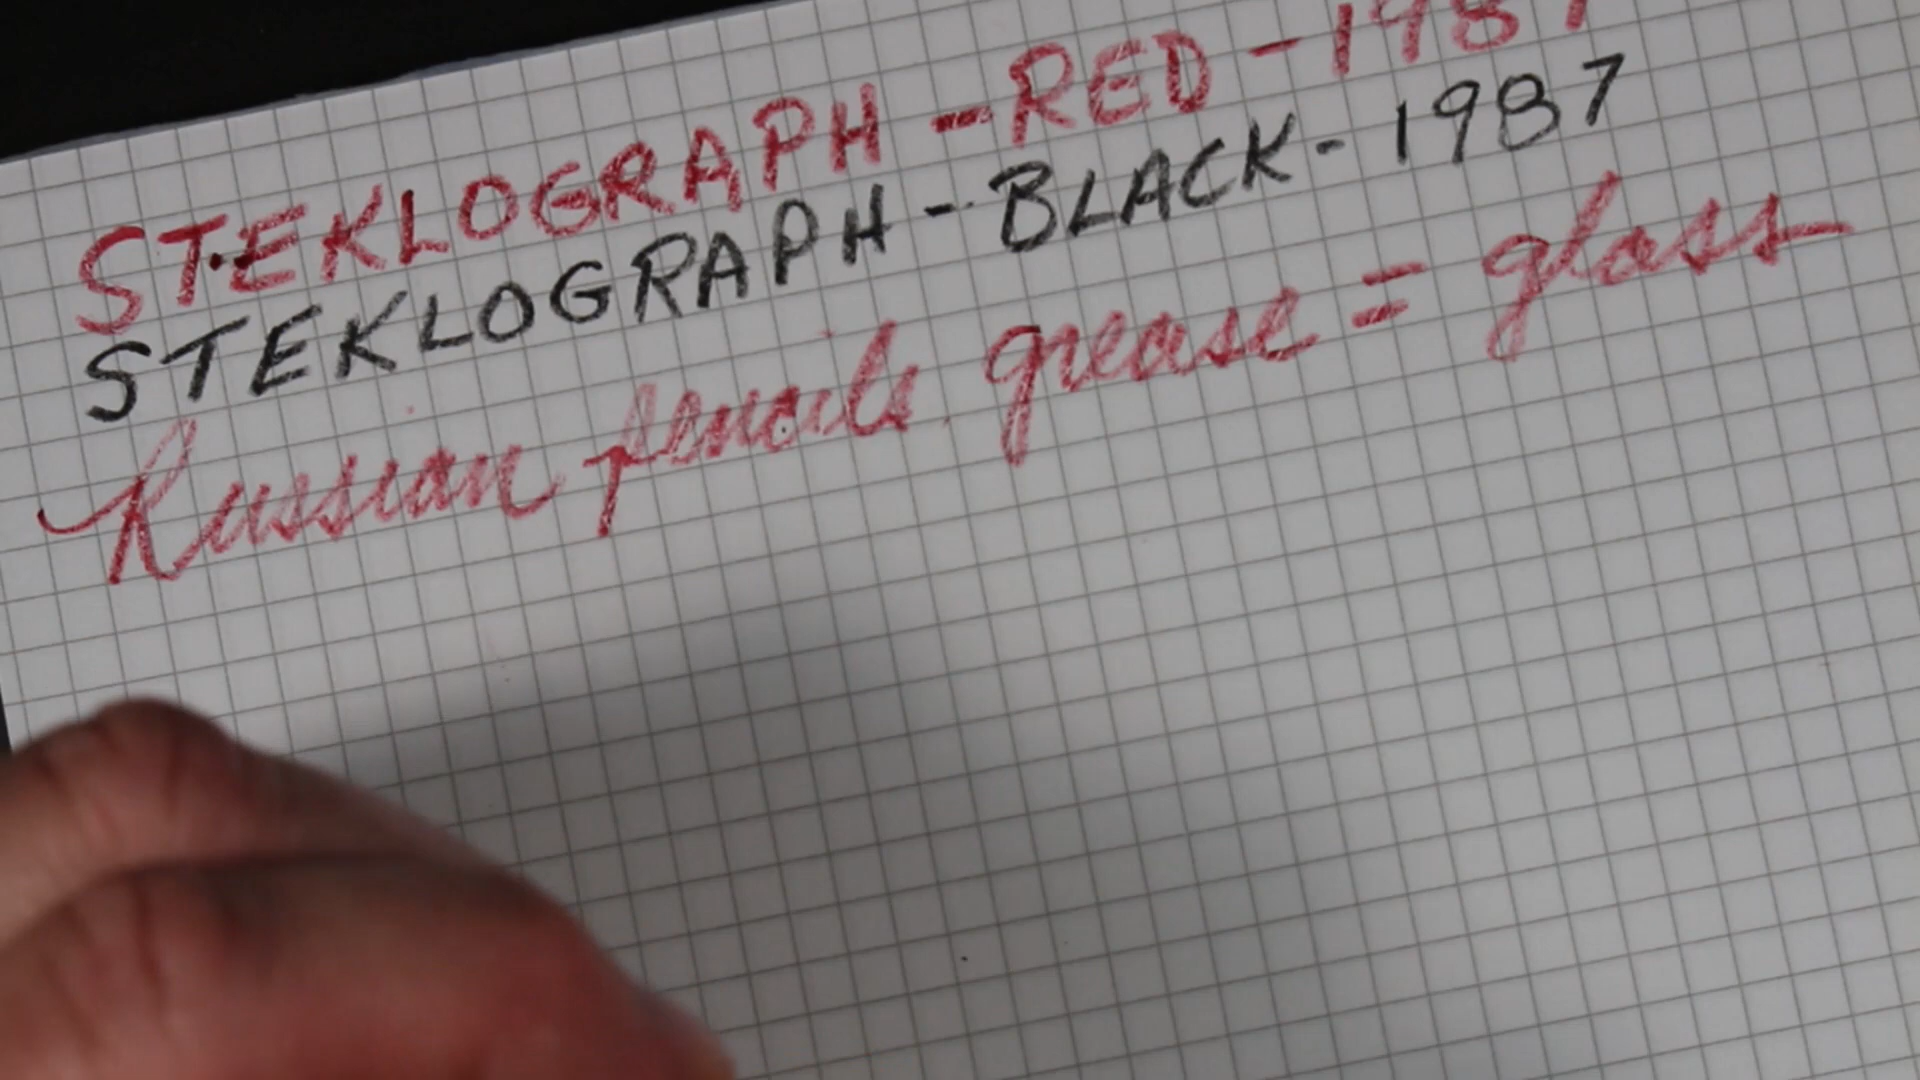 STEKLOGRAPH - RED - 1987
STEKLOGRAPH - BLACK - 1987
Russian pencils grease = glass